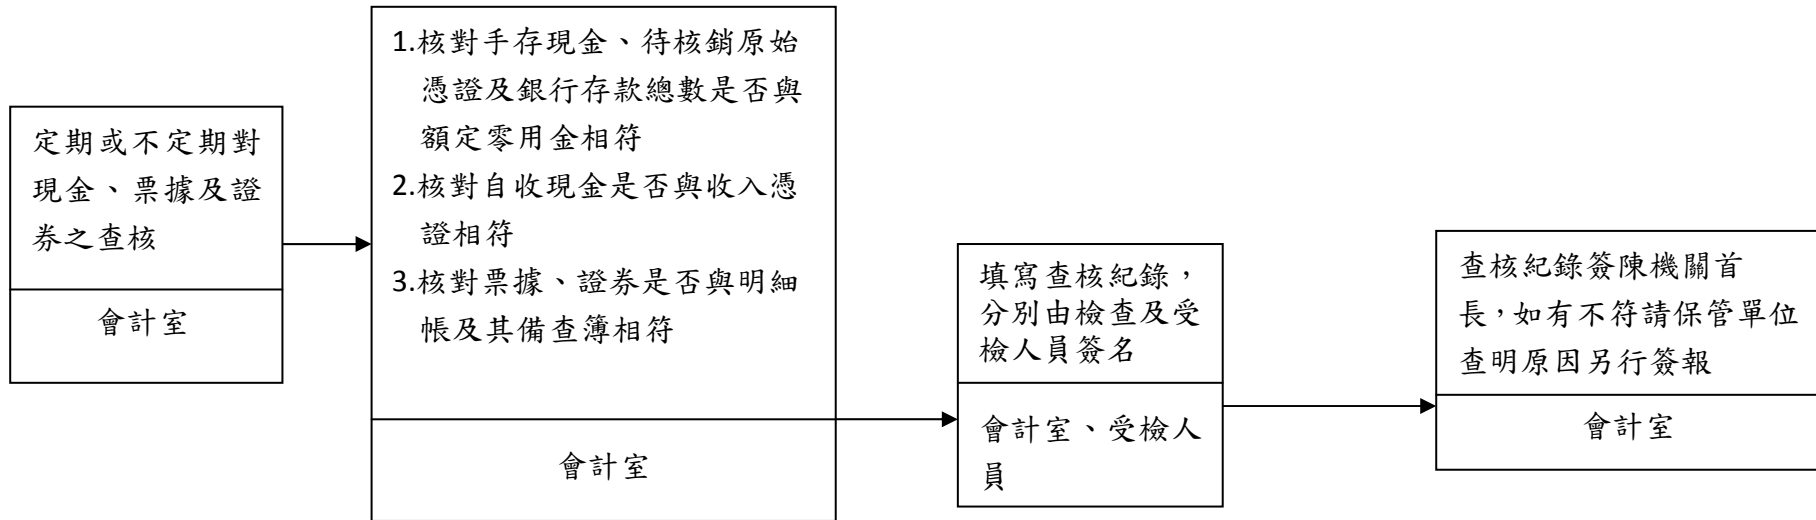 定期或不定期對
現金、票據及證
券之查核
會計室
1.核對手存現金、待核銷原始
憑證及銀行存款總數是否與
額定零用金相符
2.核對自收現金是否與收入憑
證相符
3.核對票據、證券是否與明細
帳及其備查簿相符
會計室
填寫查核紀錄，
分別由檢查及受
檢人員簽名
會計室、受檢人
員
查核紀錄簽陳機關首
長，如有不符請保管單位
查明原因另行簽報
會計室